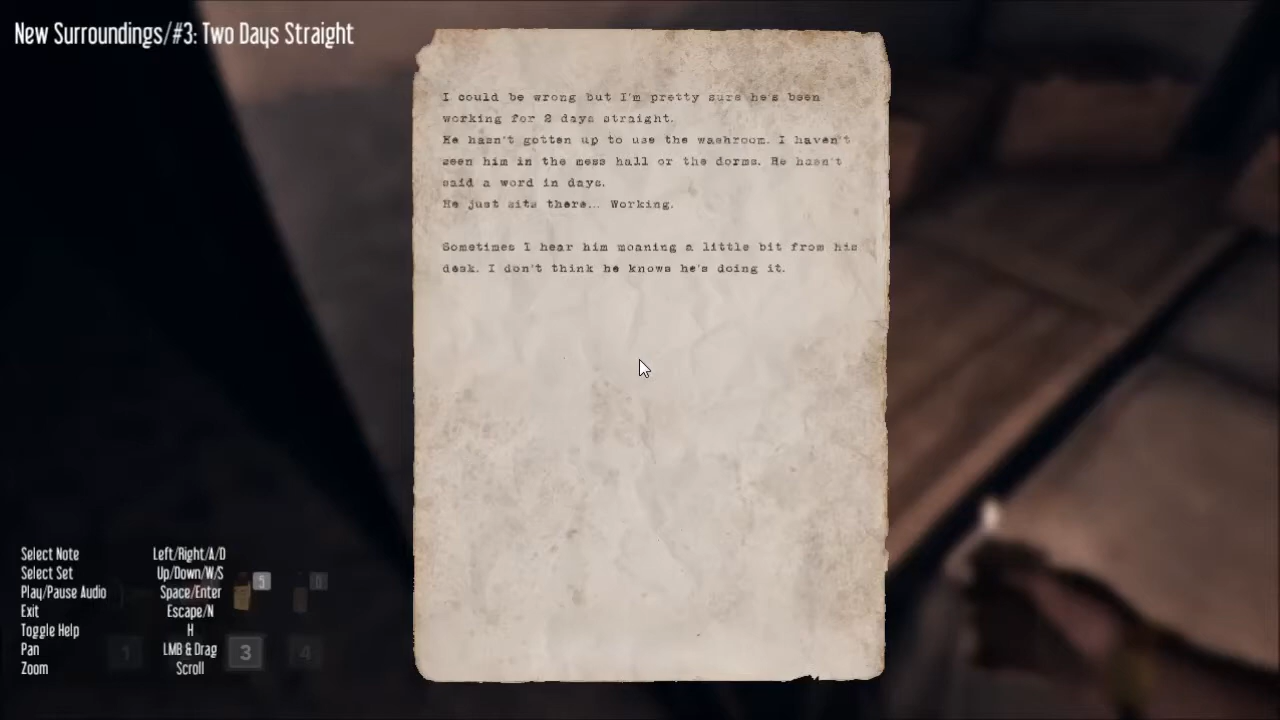 New Surroundings/#3: Two Days Straight
I could be wrong but I'm pretty sure he's been
working for 2 days straight.
He hasn't gotten up to use the washroom. I haven't
seen him in the mess hall or the dorms. He hasn't
said a word in days.
He just sits there... Working.
Sometimes I hear him moaning a little bit from his
desk. I don't think he knows he's doing it.
Select Note Left/Right/A/D
Select Set Up/Down/W/S
Play/Pause Audio Space/Enter
Exit Escape/N
Toggle Help H
Pan LMB & Drag
Zoom Scroll
5
0
1 3 4